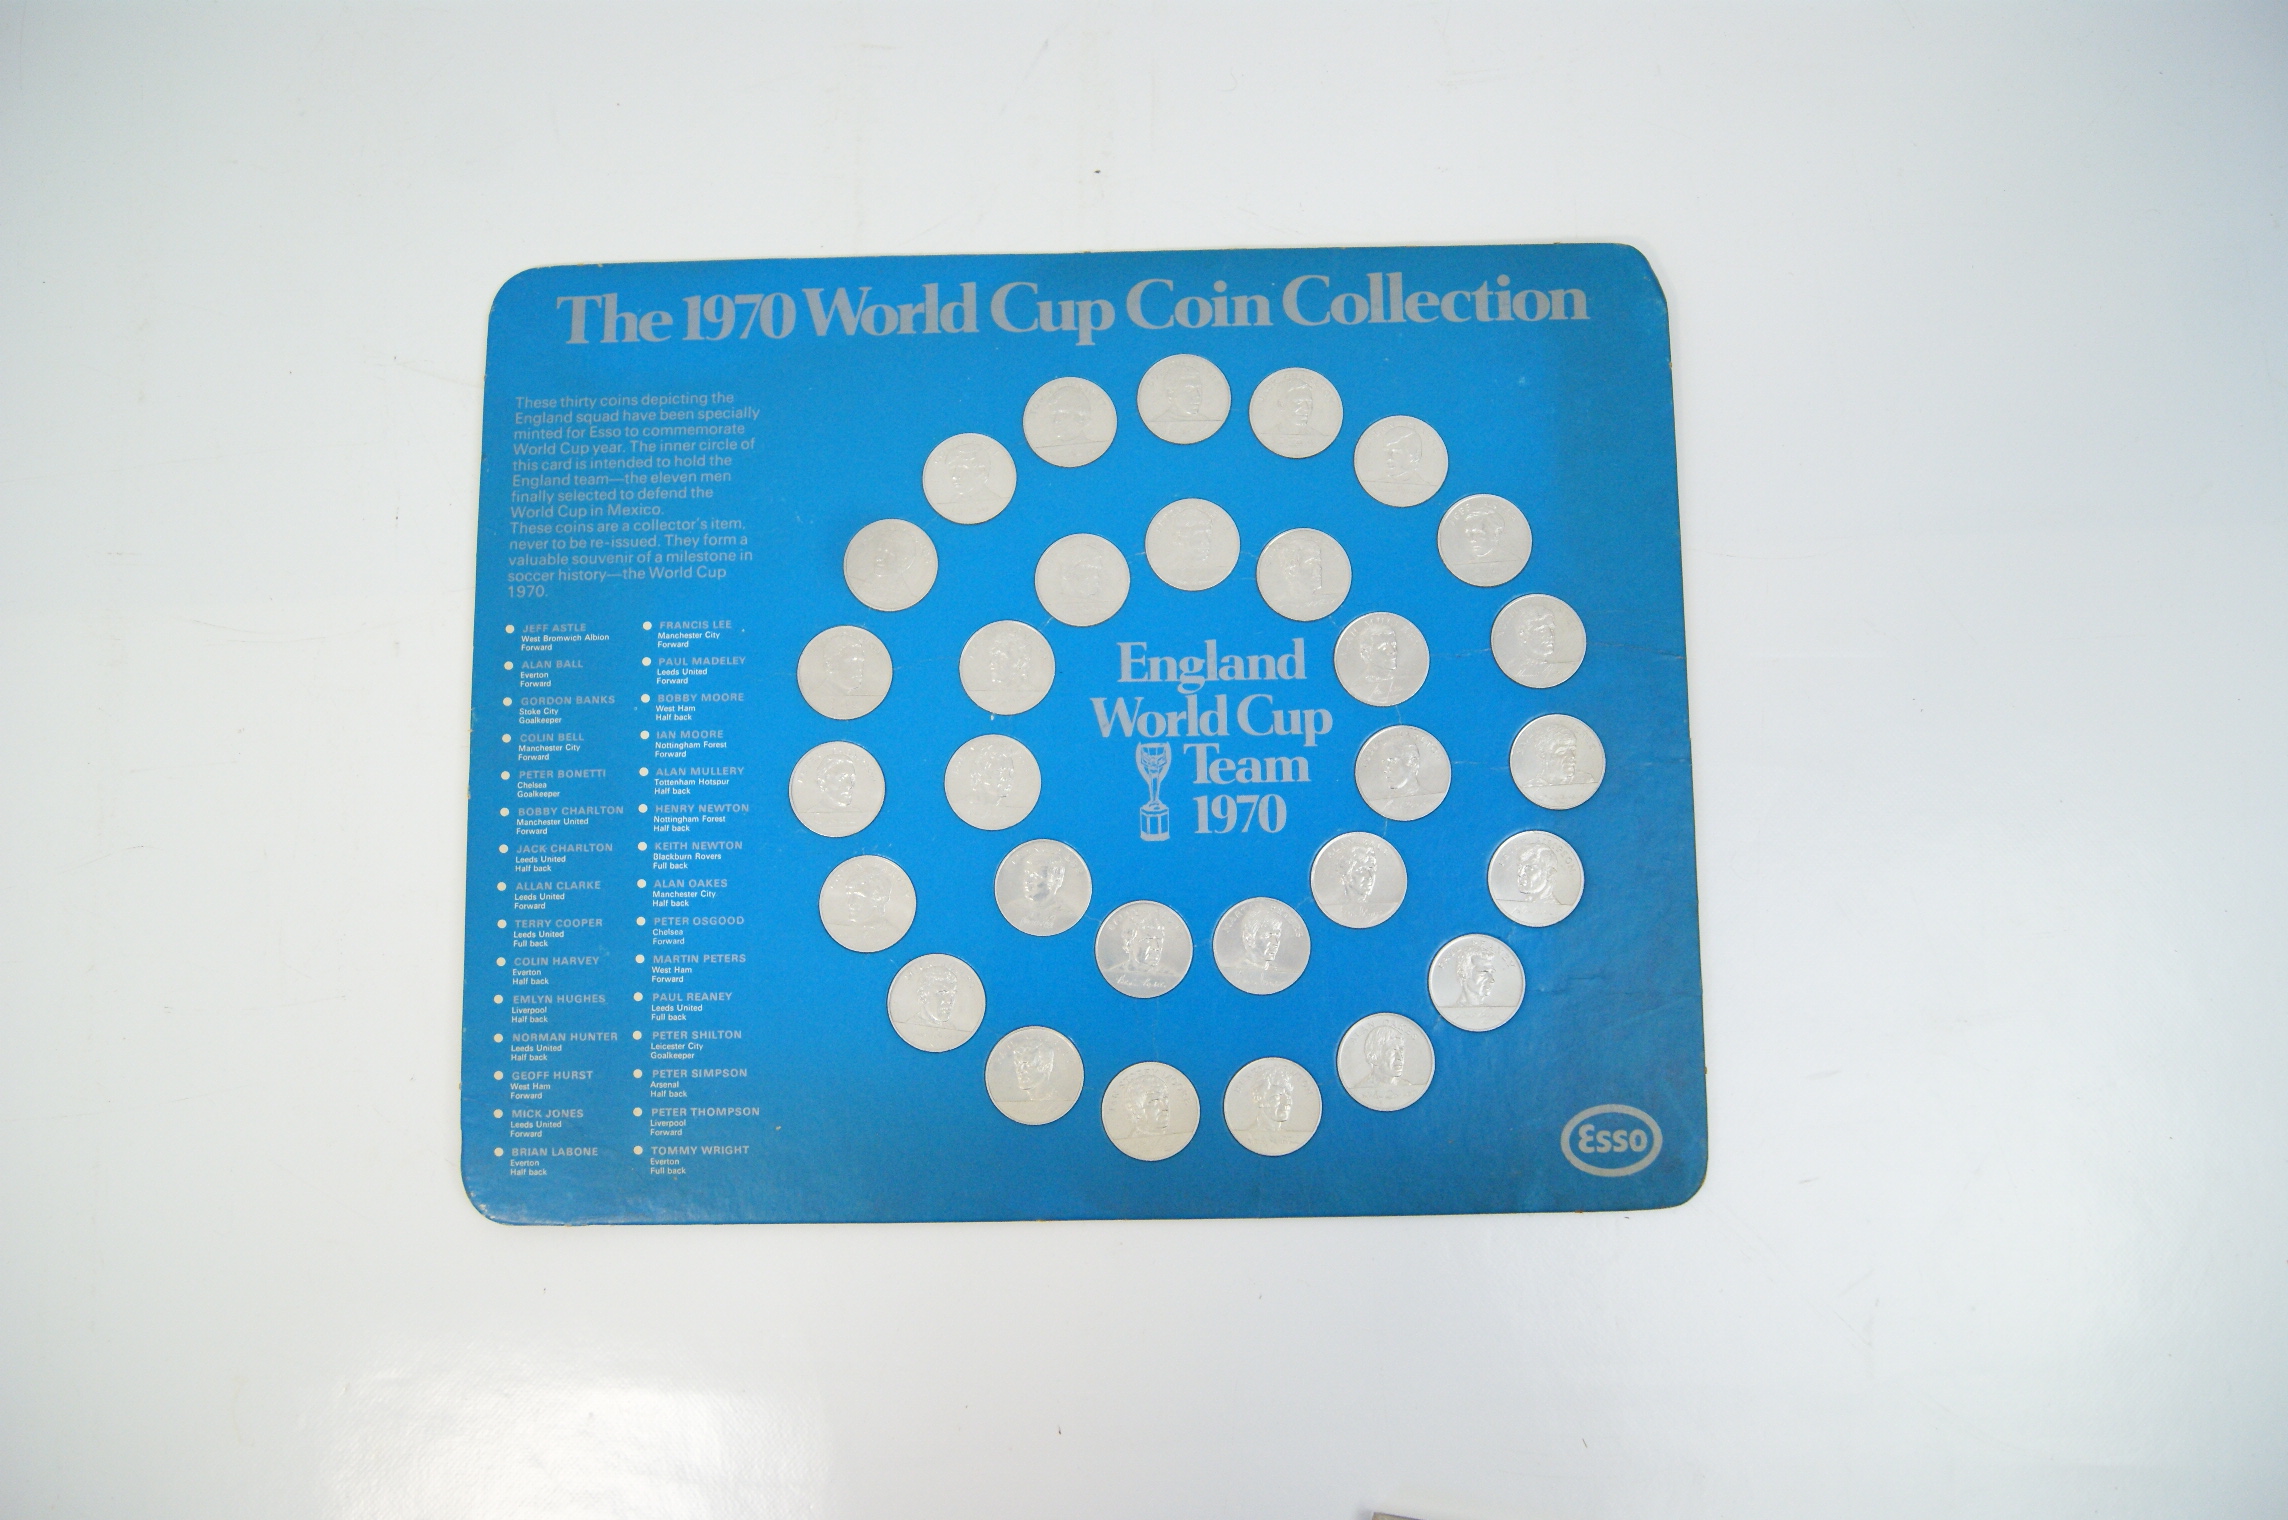 The 1970 World Cup Coin Collection
These thirty coins depicting the
England squad have been specially
minted for Esso to commemorate
World Cup year. The inner circle of
this card is intended to hold the
England team—the eleven men
finally selected to defend the
World Cup in Mexico.
These coins are a collector's item,
never to be re-issued. They form a
valuable souvenir of a milestone in
soccer history—the World Cup
1970.
JEFF ASTLE
West Bromwich Albion
Forward
ALAN BALL
Everton
Forward
GORDON BANKS
Stoke City
Goalkeeper
COLIN BELL
Manchester City
Forward
PETER BONETTI
Chelsea
Goalkeeper
BOBBY CHARLTON
Manchester United
Forward
JACK CHARLTON
Leeds United
Half back
ALLAN CLARKE
Leeds United
Forward
TERRY COOPER
Leeds United
Full back
COLIN HARVEY
Everton
Half back
EMLYN HUGHES
Liverpool
Half back
NORMAN HUNTER
Leeds United
Half back
GEOFF HURST
West Ham
Forward
MICK JONES
Leeds United
Forward
BRIAN LABONE
Everton
Half back
FRANCIS LEE
Manchester City
Forward
PAUL MADELEY
Leeds United
Forward
BOBBY MOORE
West Ham
Half back
IAN MOORE
Nottingham Forest
Forward
ALAN MULLERY
Tottenham Hotspur
Half back
HENRY NEWTON
Nottingham Forest
Half back
KEITH NEWTON
Blackburn Rovers
Full back
ALAN OAKES
Manchester City
Half back
PETER OSGOOD
Chelsea
Forward
MARTIN PETERS
West Ham
Forward
PAUL REANEY
Leeds United
Full back
PETER SHILTON
Leicester City
Goalkeeper
PETER SIMPSON
Arsenal
Half back
PETER THOMPSON
Liverpool
Forward
TOMMY WRIGHT
Everton
Full back
England
World Cup
Team
1970
Esso